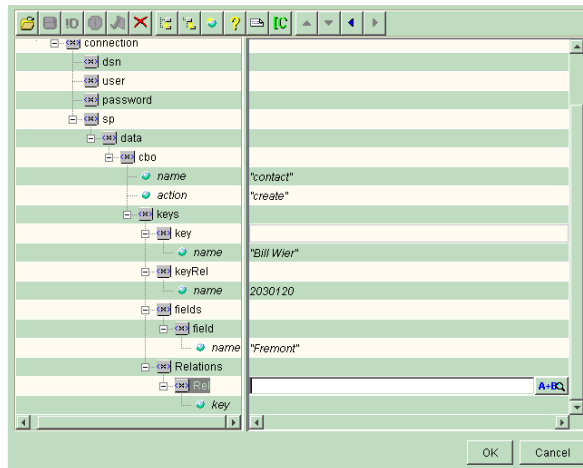 ID ? [C
connection
dsn
user
password
sp
data
cbo
name "contact"
action "create"
keys
key
name "Bill Wier"
keyRel
name 2030120
fields
field
name "Fremont"
Relations
Rel A+B
key
OK Cancel